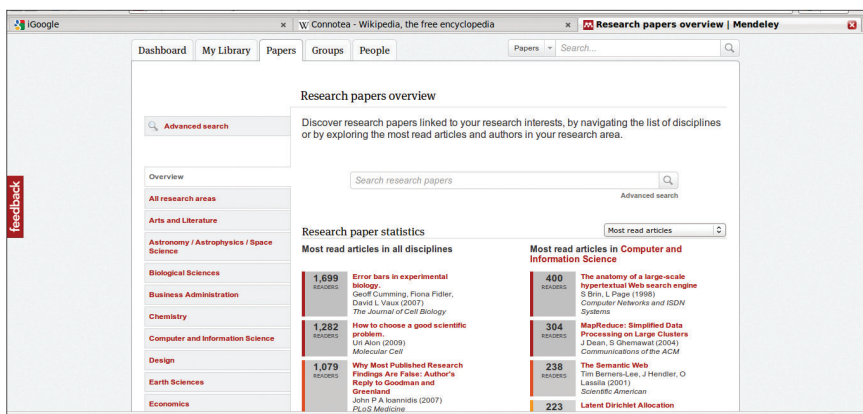 iGoogle
Connotea - Wikipedia, the free encyclopedia
Research papers overview | Mendeley
Dashboard My Library Papers Groups People
Papers Search...
Research papers overview
Discover research papers linked to your research interests, by navigating the list of disciplines
or by exploring the most read articles and authors in your research area.
Advanced search
Search research papers
Advanced search
feedback
Overview
All research areas
Arts and Literature
Astronomy / Astrophysics / Space
Science
Biological Sciences
Business Administration
Chemistry
Computer and Information Science
Design
Earth Sciences
Economics
Research paper statistics
Most read articles
Most read articles in all disciplines
1,699
READERS
Error bars in experimental
biology.
Geoff Cumming, Fiona Fidler,
David L Vaux (2007)
The Journal of Cell Biology
1,282
READERS
How to choose a good scientific
problem.
Uri Alon (2009)
Molecular Cell
1,079
READERS
Why Most Published Research
Findings Are False: Author's
Reply to Goodman and
Greenland
John P A Ioannidis (2007)
PLoS Medicine
Most read articles in Computer and
Information Science
400
READERS
The anatomy of a large-scale
hypertextual Web search engine
S Brin, L Page (1998)
Computer Networks and ISDN
Systems
304
READERS
MapReduce: Simplified Data
Processing on Large Clusters
J Dean, S Ghemawat (2004)
Communications of the ACM
238
READERS
The Semantic Web
Tim Berners-Lee, J Hendler, O
Lassila (2001)
Scientific American
223
Latent Dirichlet Allocation